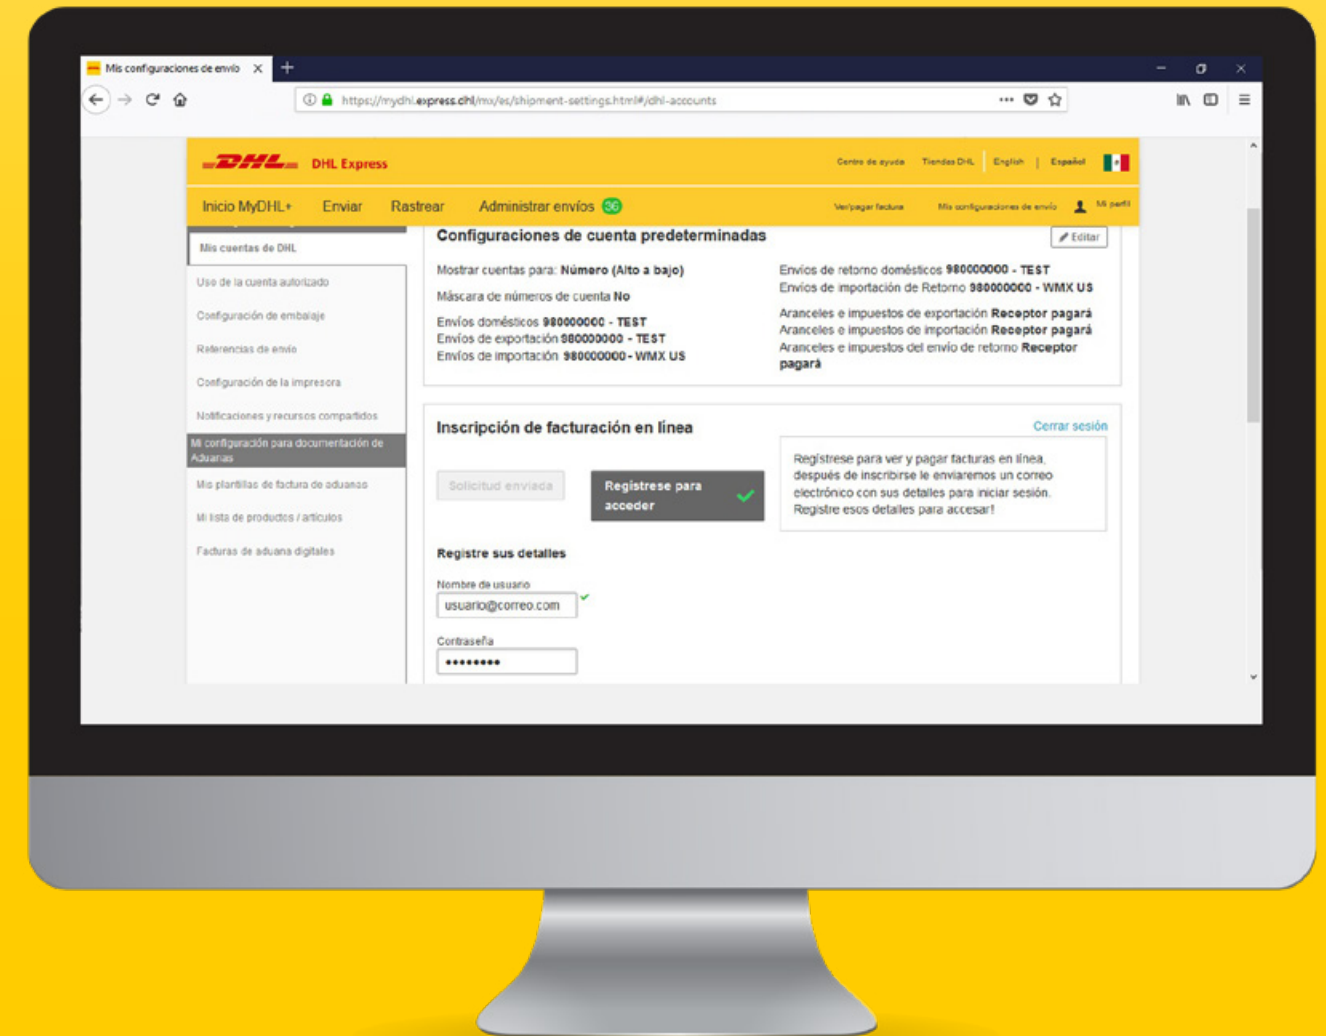 Mis configuraciones de envío
https://mydhl.express.dhl/mx/es/shipment-settings.html#/dhl-accounts
DHL DHL Express
Centro de ayuda Tiendas DHL English | Español
Inicio MyDHL+ Enviar Rastrear Administrar envíos 36
Ver/pagar factura Mis configuraciones de envío Mi perfil
Mis cuentas de DHL
Uso de la cuenta autorizado
Configuración de embalaje
Referencias de envío
Configuración de la impresora
Notificaciones y recursos compartidos
Mi configuración para documentación de
Aduanas
Mis plantillas de factura de aduanas
Mi lista de productos / artículos
Facturas de aduana digitales
Configuraciones de cuenta predeterminadas
Editar
Mostrar cuentas para: Número (Alto a bajo)
Máscara de números de cuenta No
Envíos domésticos 980000000 - TEST
Envíos de exportación 980000000 - TEST
Envíos de importación 980000000 - WMX US
Envíos de retorno domésticos 980000000 - TEST
Envíos de importación de Retorno 980000000 - WMX US
Aranceles e impuestos de exportación Receptor pagará
Aranceles e impuestos de importación Receptor pagará
Aranceles e impuestos del envío de retorno Receptor
pagará
Inscripción de facturación en línea
Cerrar sesión
Solicitud enviada
Regístrese para
acceder
Regístrese para ver y pagar facturas en línea,
después de inscribirse le enviaremos un correo
electrónico con sus detalles para iniciar sesión.
Registre esos detalles para accesar!
Registre sus detalles
Nombre de usuario
usuario@correo.com
Contraseña